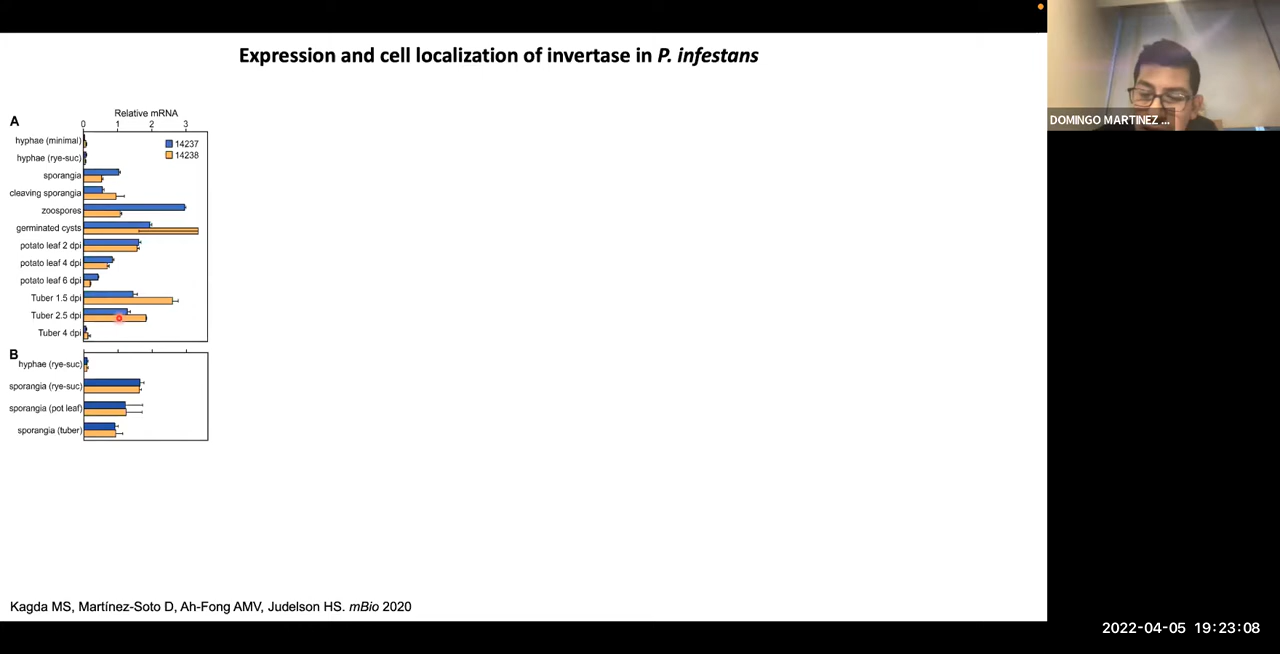 Expression and cell localization of invertase in P. infestans
DOMINGO MARTINEZ ...
A
Relative mRNA
0 1 2 3
hyphae (minimal)
hyphae (rye-suc)
sporangia
cleaving sporangia
zoospores
germinated cysts
potato leaf 2 dpi
potato leaf 4 dpi
potato leaf 6 dpi
Tuber 1.5 dpi
Tuber 2.5 dpi
Tuber 4 dpi
14237
14238
B
hyphae (rye-suc)
sporangia (rye-suc)
sporangia (pot leaf)
sporangia (tuber)
Kagda MS, Martínez-Soto D, Ah-Fong AMV, Judelson HS. mBio 2020
2022-04-05 19:23:08